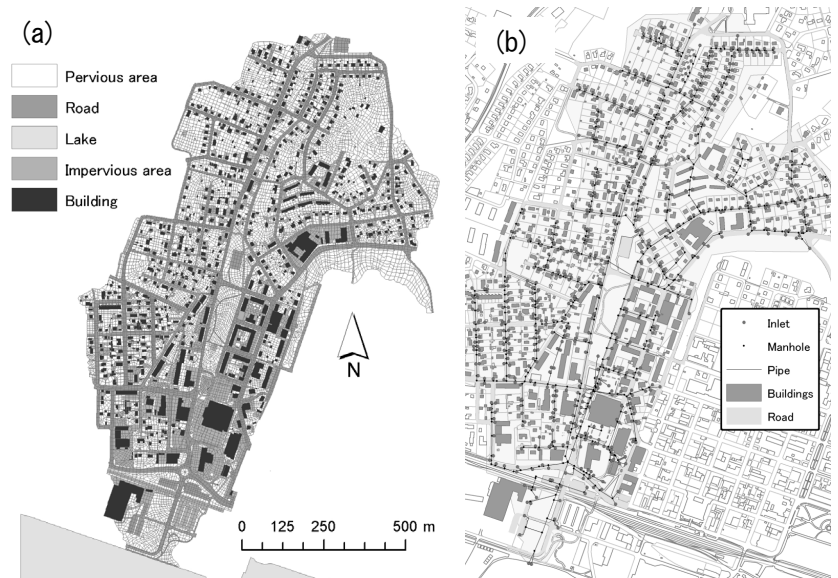 (a)
Pervious area
Road
Lake
Impervious area
Building
N
0 125 250 500 m
(b)
Inlet
Manhole
Pipe
Buildings
Road